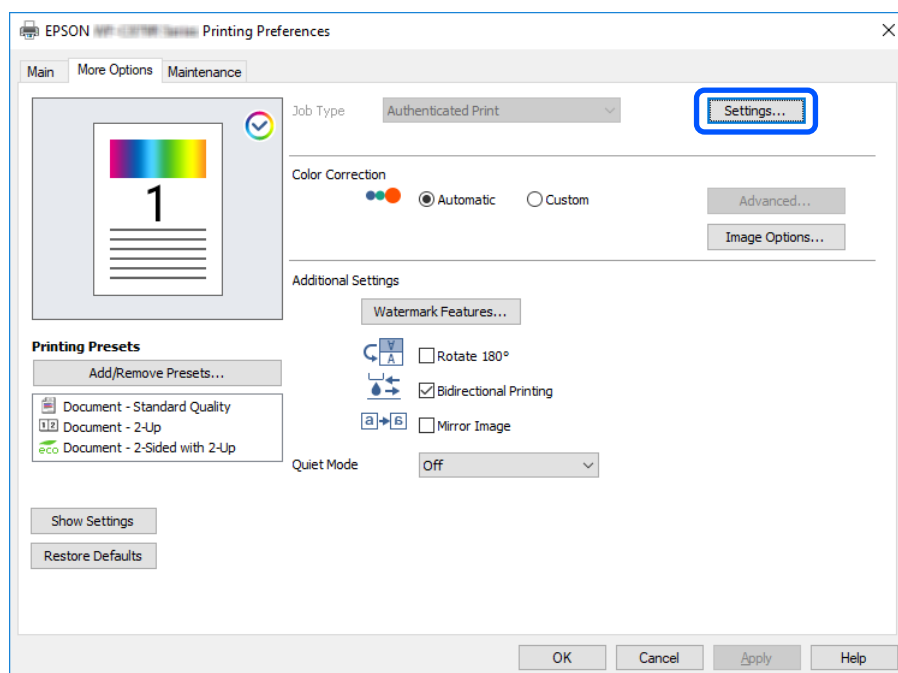 EPSON Series Printing Preferences
Main More Options Maintenance
Job Type Authenticated Print Settings...
1
Color Correction
Automatic Custom Advanced...
Image Options...
Additional Settings
Watermark Features...
A A Rotate 180°
Bidirectional Printing
a a Mirror Image
Quiet Mode Off
Printing Presets
Add/Remove Presets...
Document - Standard Quality
1 2 Document - 2-Up
eco Document - 2-Sided with 2-Up
Show Settings
Restore Defaults
OK Cancel Apply Help